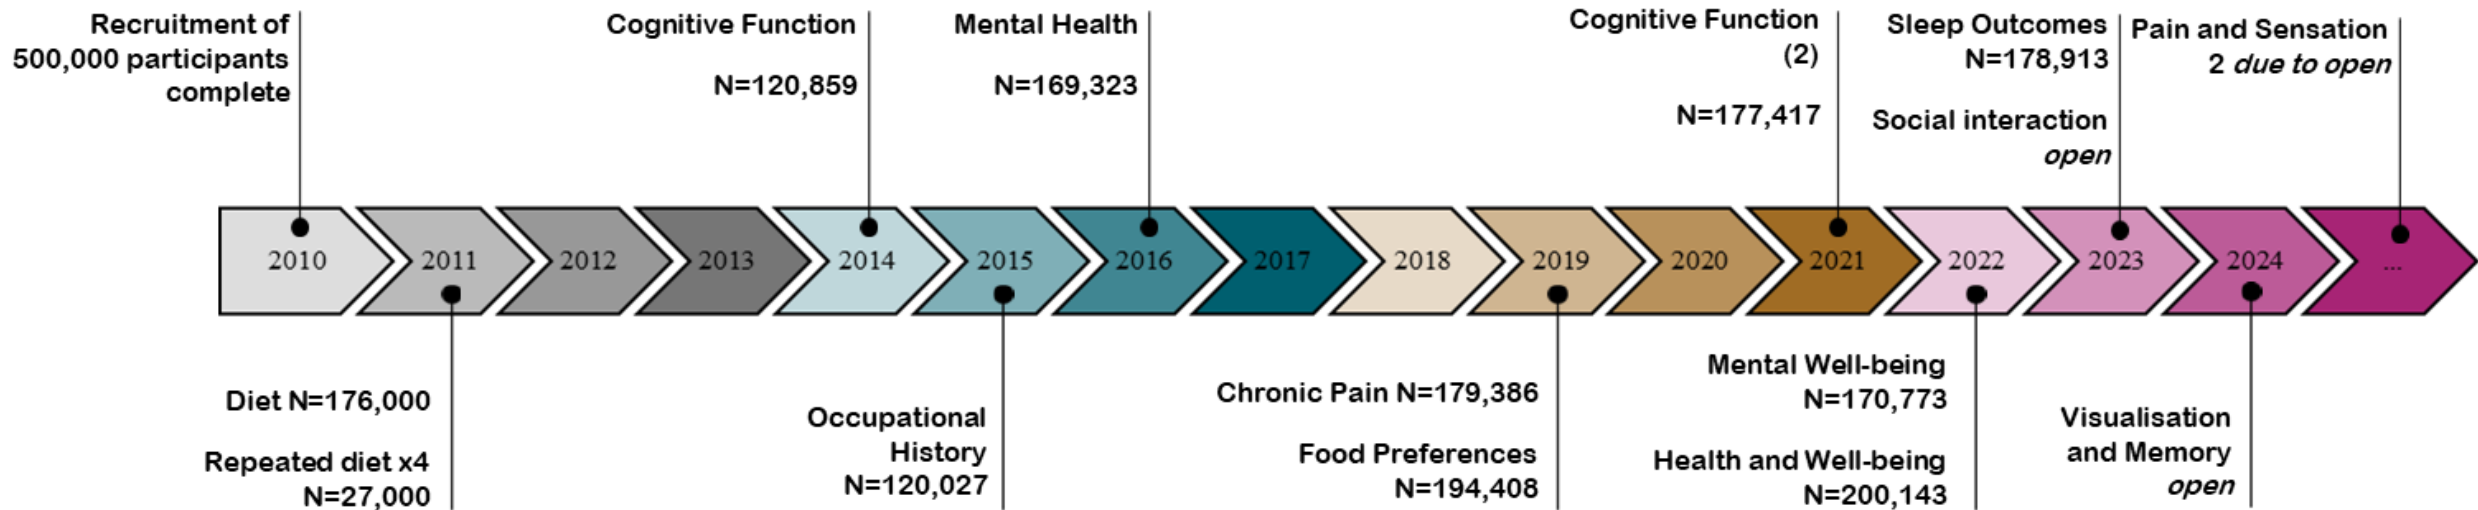 Recruitment of
500,000 participants
complete
Cognitive Function
N=120,859
Mental Health
N=169,323
Cognitive Function
(2)
N=177,417
Sleep Outcomes
N=178,913
Social interaction
open
Pain and Sensation
2 due to open
2010
2011
2012
2013
2014
2015
2016
2017
2018
2019
2020
2021
2022
2023
2024
...
Diet N=176,000
Repeated diet x4
N=27,000
Occupational
History
N=120,027
Chronic Pain N=179,386
Food Preferences
N=194,408
Mental Well-being
N=170,773
Health and Well-being
N=200,143
Visualisation
and Memory
open